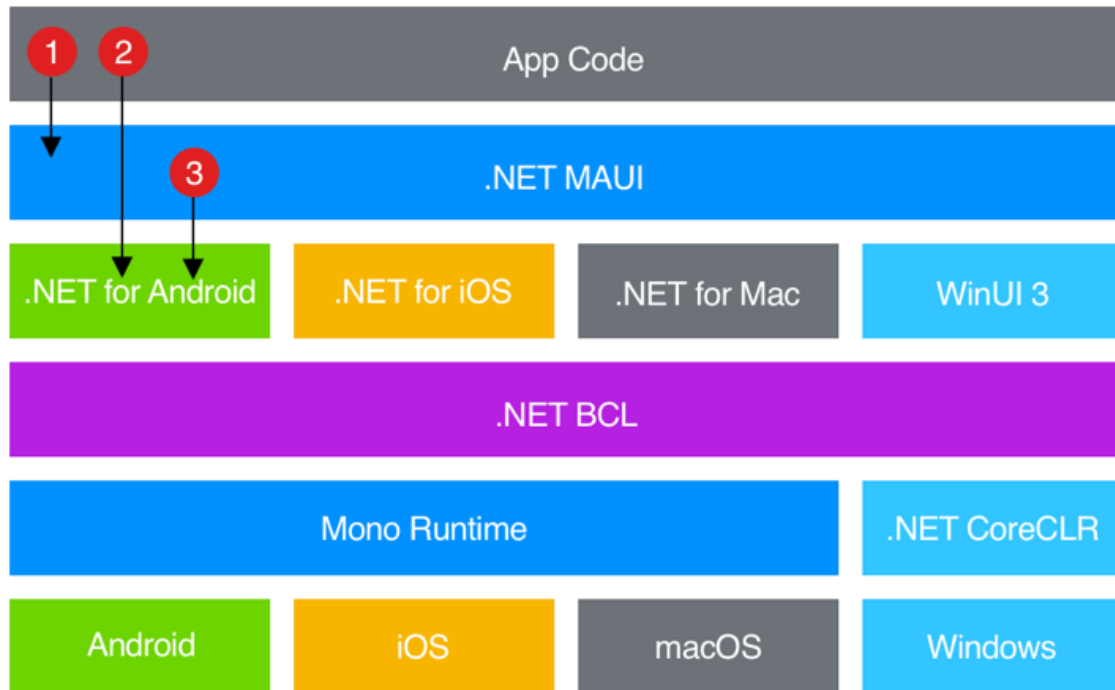 1
2
App Code
3
.NET MAUI
.NET for Android
.NET for iOS
.NET for Mac
WinUI 3
.NET BCL
Mono Runtime
.NET CoreCLR
Android
iOS
macOS
Windows